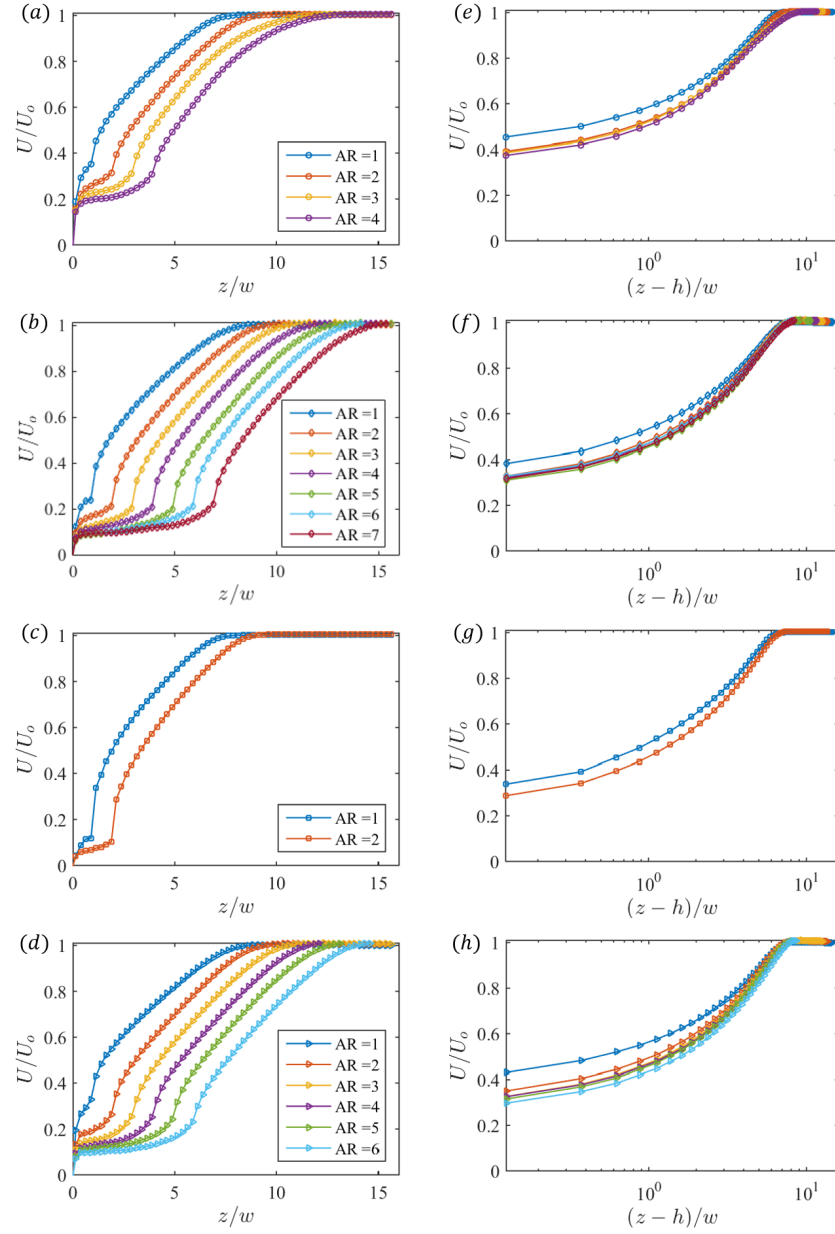 (a)
U/U_o
1
0.8
0.6
0.4
0.2
0
0 5 10 15
z/w
AR =1
AR =2
AR =3
AR =4
(e)
U/U_o
1
0.8
0.6
0.4
0.2
0
10^0 10^1
(z − h)/w
(b)
U/U_o
1
0.8
0.6
0.4
0.2
0
0 5 10 15
z/w
AR =1
AR =2
AR =3
AR =4
AR =5
AR =6
AR =7
(f)
U/U_o
1
0.8
0.6
0.4
0.2
0
10^0 10^1
(z − h)/w
(c)
U/U_o
1
0.8
0.6
0.4
0.2
0
0 5 10 15
z/w
AR =1
AR =2
(g)
U/U_o
1
0.8
0.6
0.4
0.2
0
10^0 10^1
(z − h)/w
(d)
U/U_o
1
0.8
0.6
0.4
0.2
0
0 5 10 15
z/w
AR =1
AR =2
AR =3
AR =4
AR =5
AR =6
(h)
U/U_o
1
0.8
0.6
0.4
0.2
0
10^0 10^1
(z − h)/w